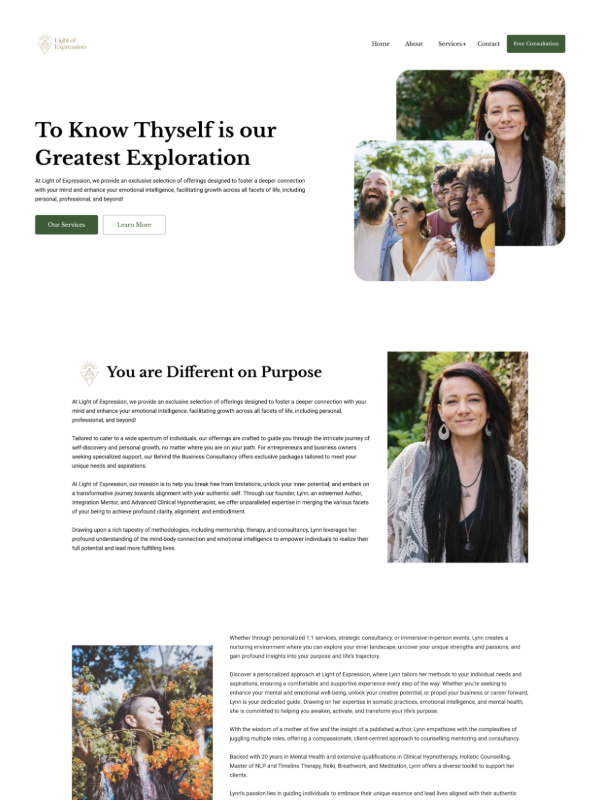 Light of
Expression
Home
About
Services+
Contact
Free Consultation
To Know Thyself is our
Greatest Exploration
At Light of Expression, we provide an exclusive selection of offerings designed to foster a deeper connection
with your mind and enhance your emotional intelligence, facilitating growth across all facets of life, including
personal, professional, and beyond!
Our Services
Learn More
You are Different on Purpose
At Light of Expression, we provide an exclusive selection of offerings designed to foster a deeper connection with your
mind and enhance your emotional intelligence, facilitating growth across all facets of life, including personal,
professional, and beyond!
Tailored to cater to a wide spectrum of individuals, our offerings are crafted to guide you through the intricate journey of
self-discovery and personal growth, no matter where you are on your path. For entrepreneurs and business owners
seeking specialized support, our Behind the Business Consultancy offers exclusive packages tailored to meet your
unique needs and aspirations.
At Light of Expression, our mission is to help you break free from limitations, unlock your inner potential, and embark on
a transformative journey towards alignment with your authentic self. Through our founder, Lynn, an esteemed Author,
Integration Mentor, and Advanced Clinical Hypnotherapist, we offer unparalleled expertise in merging the various facets
of your being to achieve profound clarity, alignment, and embodiment.
Drawing upon a rich tapestry of methodologies, including mentorship, therapy, and consultancy, Lynn leverages her
profound understanding of the mind-body connection and emotional intelligence to empower individuals to realize their
full potential and lead more fulfilling lives.
Whether through personalized 1:1 services, strategic consultancy, or immersive in-person events, Lynn creates a
nurturing environment where you can explore your inner landscape, uncover your unique strengths and passions, and
gain profound insights into your purpose and life's trajectory.
Discover a personalized approach at Light of Expression, where Lynn tailors her methods to your individual needs and
aspirations, ensuring a comfortable and supportive experience every step of the way. Whether you're seeking to
enhance your mental and emotional well-being, unlock your creative potential, or propel your business or career forward,
Lynn is your dedicated guide. Drawing on her expertise in somatic practices, emotional intelligence, and mental health,
she is committed to helping you awaken, activate, and transform your life's purpose.
With the wisdom of a mother of five and the insight of a published author, Lynn empathizes with the complexities of
juggling multiple roles, offering a compassionate, client-centred approach to counselling mentoring and consultancy.
Backed with 20 years in Mental Health and extensive qualifications in Clinical Hypnotherapy, Holistic Counselling,
Master of NLP and Timeline Therapy, Reiki, Breathwork, and Meditation, Lynn offers a diverse toolkit to support her
clients.
Lynn's passion lies in guiding individuals to embrace their unique essence and lead lives aligned with their authentic